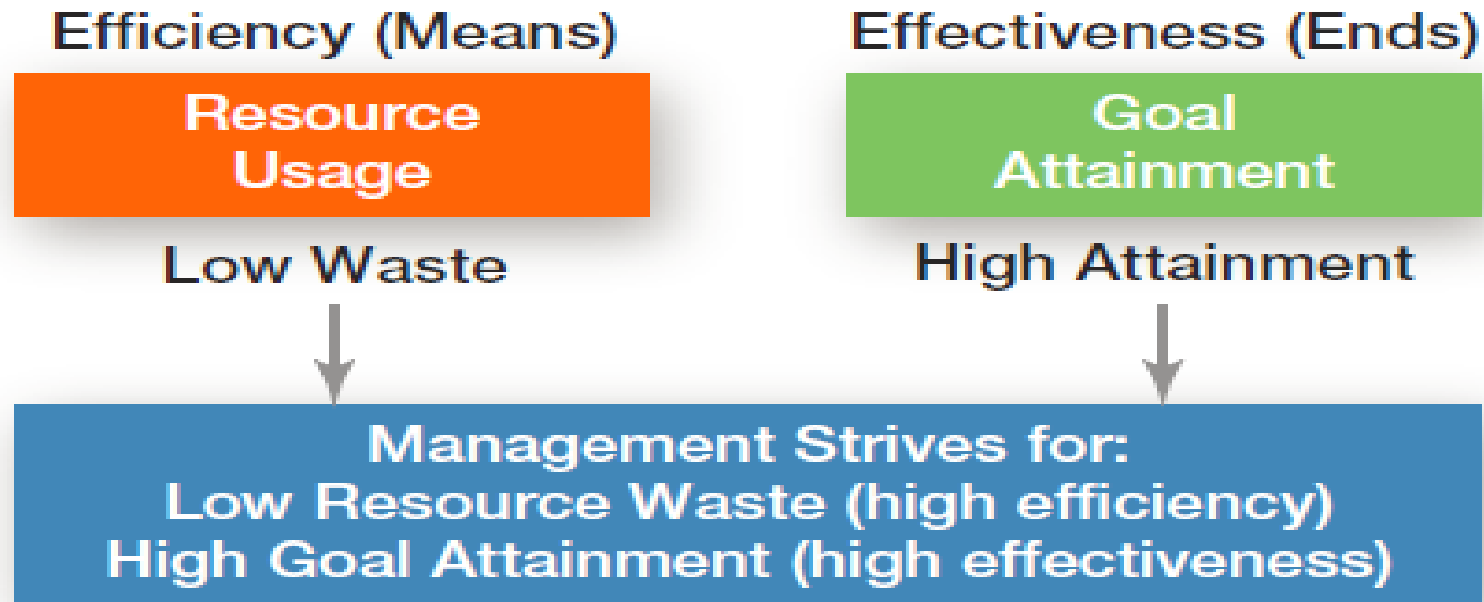 Efficiency (Means)
Resource
Usage
Low Waste
Effectiveness (Ends)
Goal
Attainment
High Attainment
Management Strives for:
Low Resource Waste (high efficiency)
High Goal Attainment (high effectiveness)